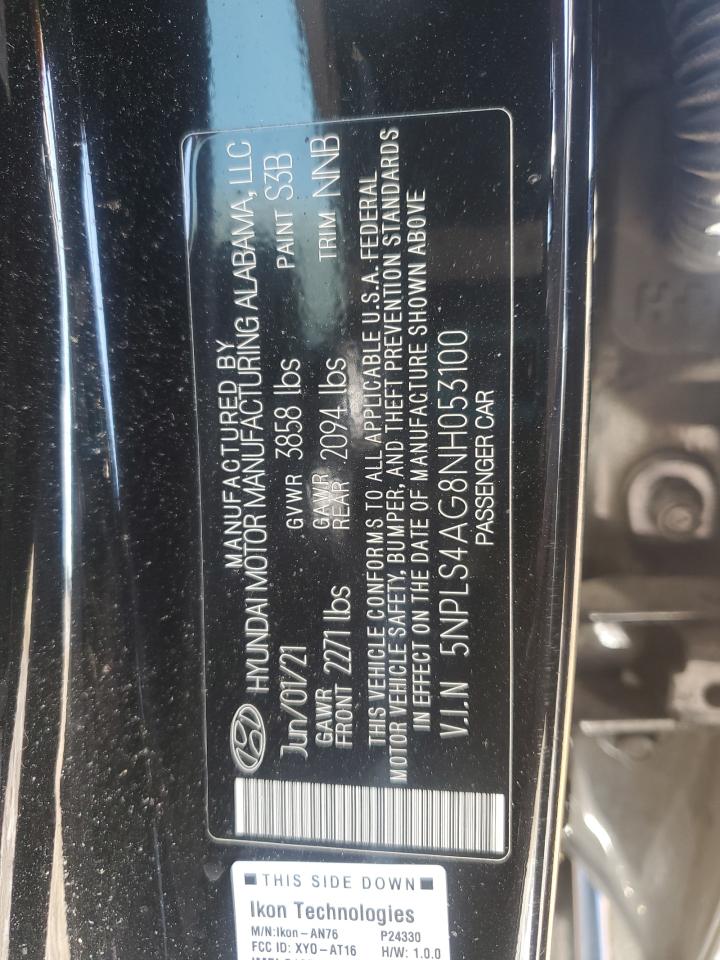 MANUFACTURED BY
HYUNDAI MOTOR MANUFACTURING ALABAMA, LLC
Jun/01/21 GVWR 3858 lbs PAINT S3B
GAWR FRONT 2271 lbs GAWR REAR 2094 lbs TRIM NNB
THIS VEHICLE CONFORMS TO ALL APPLICABLE U.S.A. FEDERAL
MOTOR VEHICLE SAFETY, BUMPER, AND THEFT PREVENTION STANDARDS
IN EFFECT ON THE DATE OF MANUFACTURE SHOWN ABOVE
V.I.N 5NPLS4AG8NH053100
PASSENGER CAR
THIS SIDE DOWN
Ikon Technologies
M/N:Ikon-AN76 P24330
FCC ID: XYO-AT16 H/W: 1.0.0